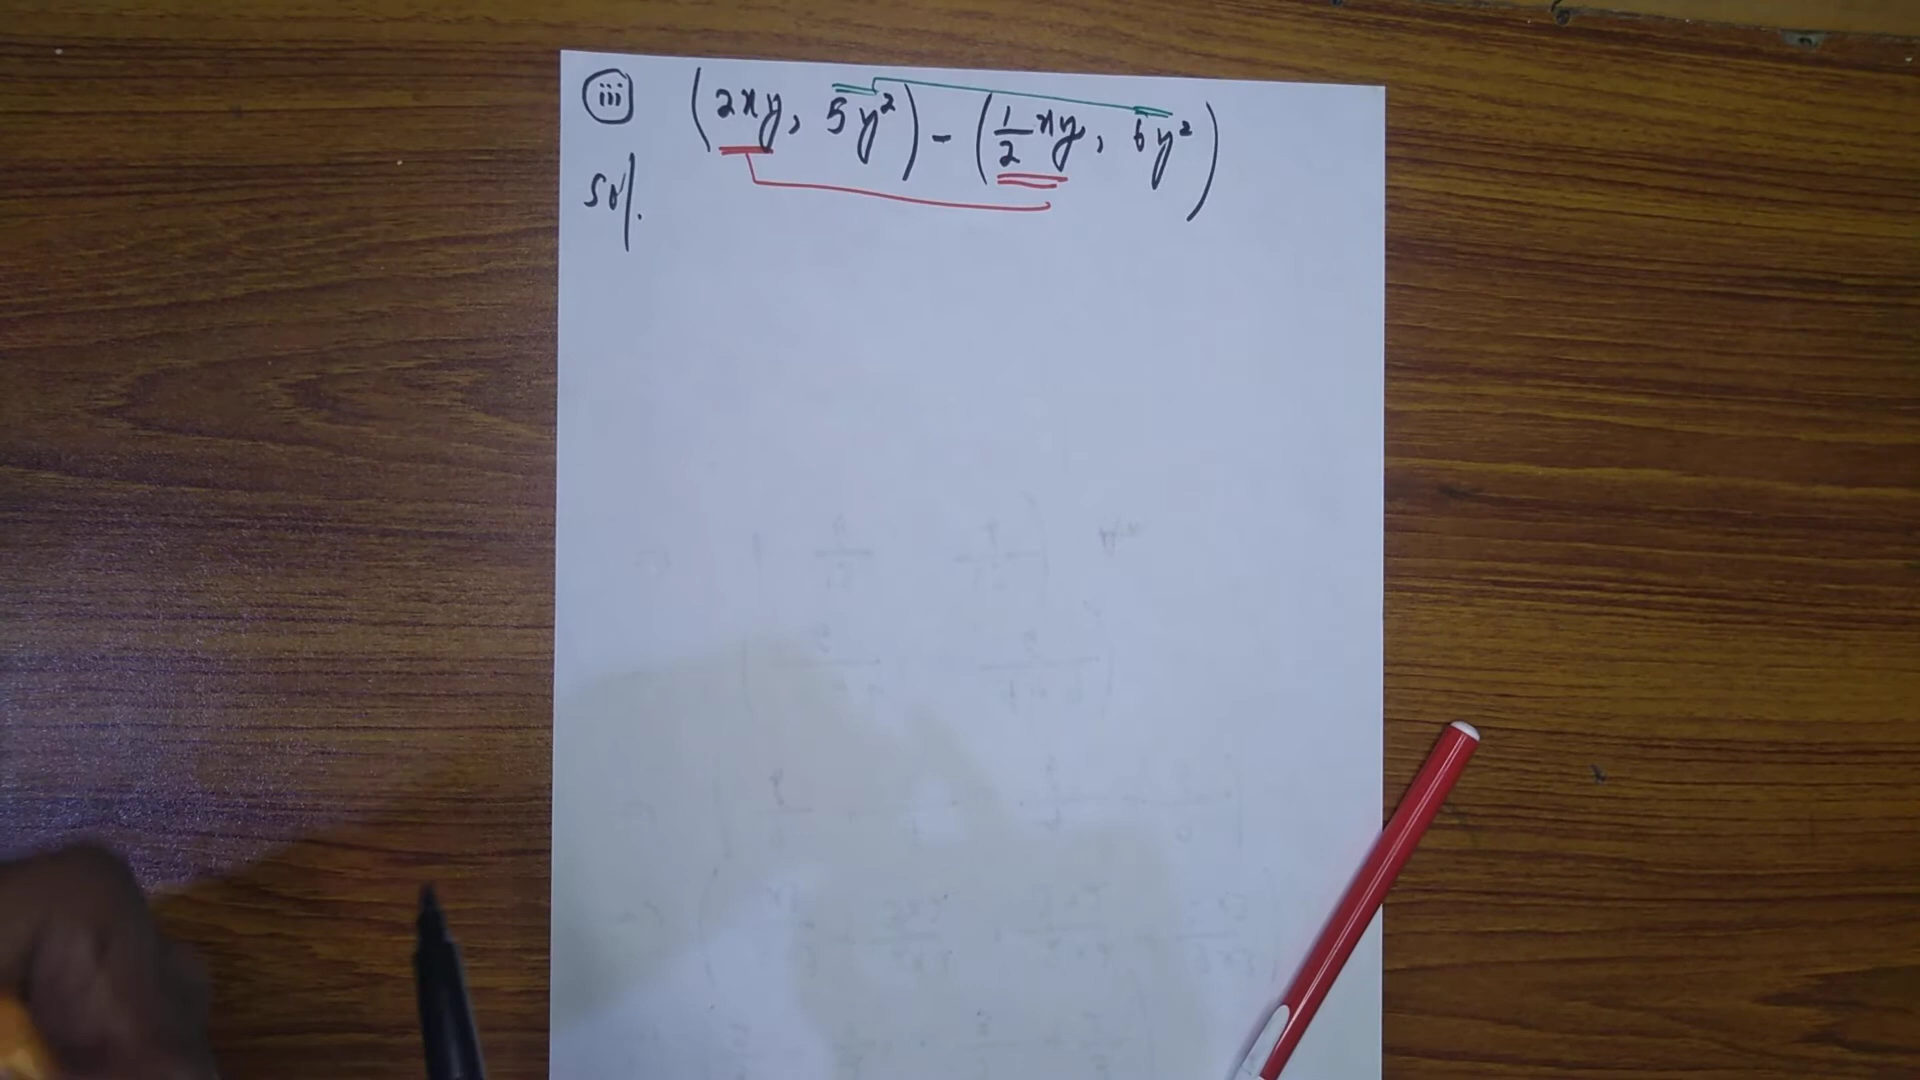 (iii) (2xy, 5y²) - (1/2 xy, 6y²)
Sol.